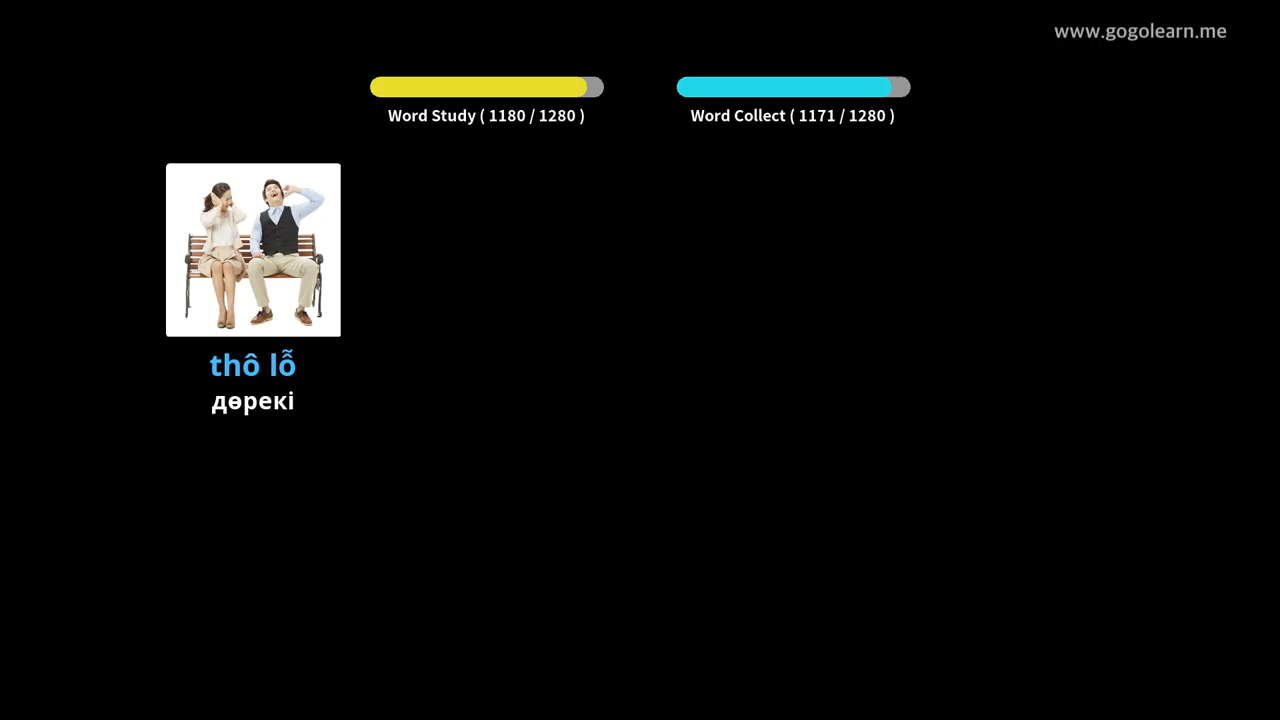 www.gogolearn.me
Word Study ( 1180 / 1280 )
Word Collect ( 1171 / 1280 )
thô lỗ
дөрекі